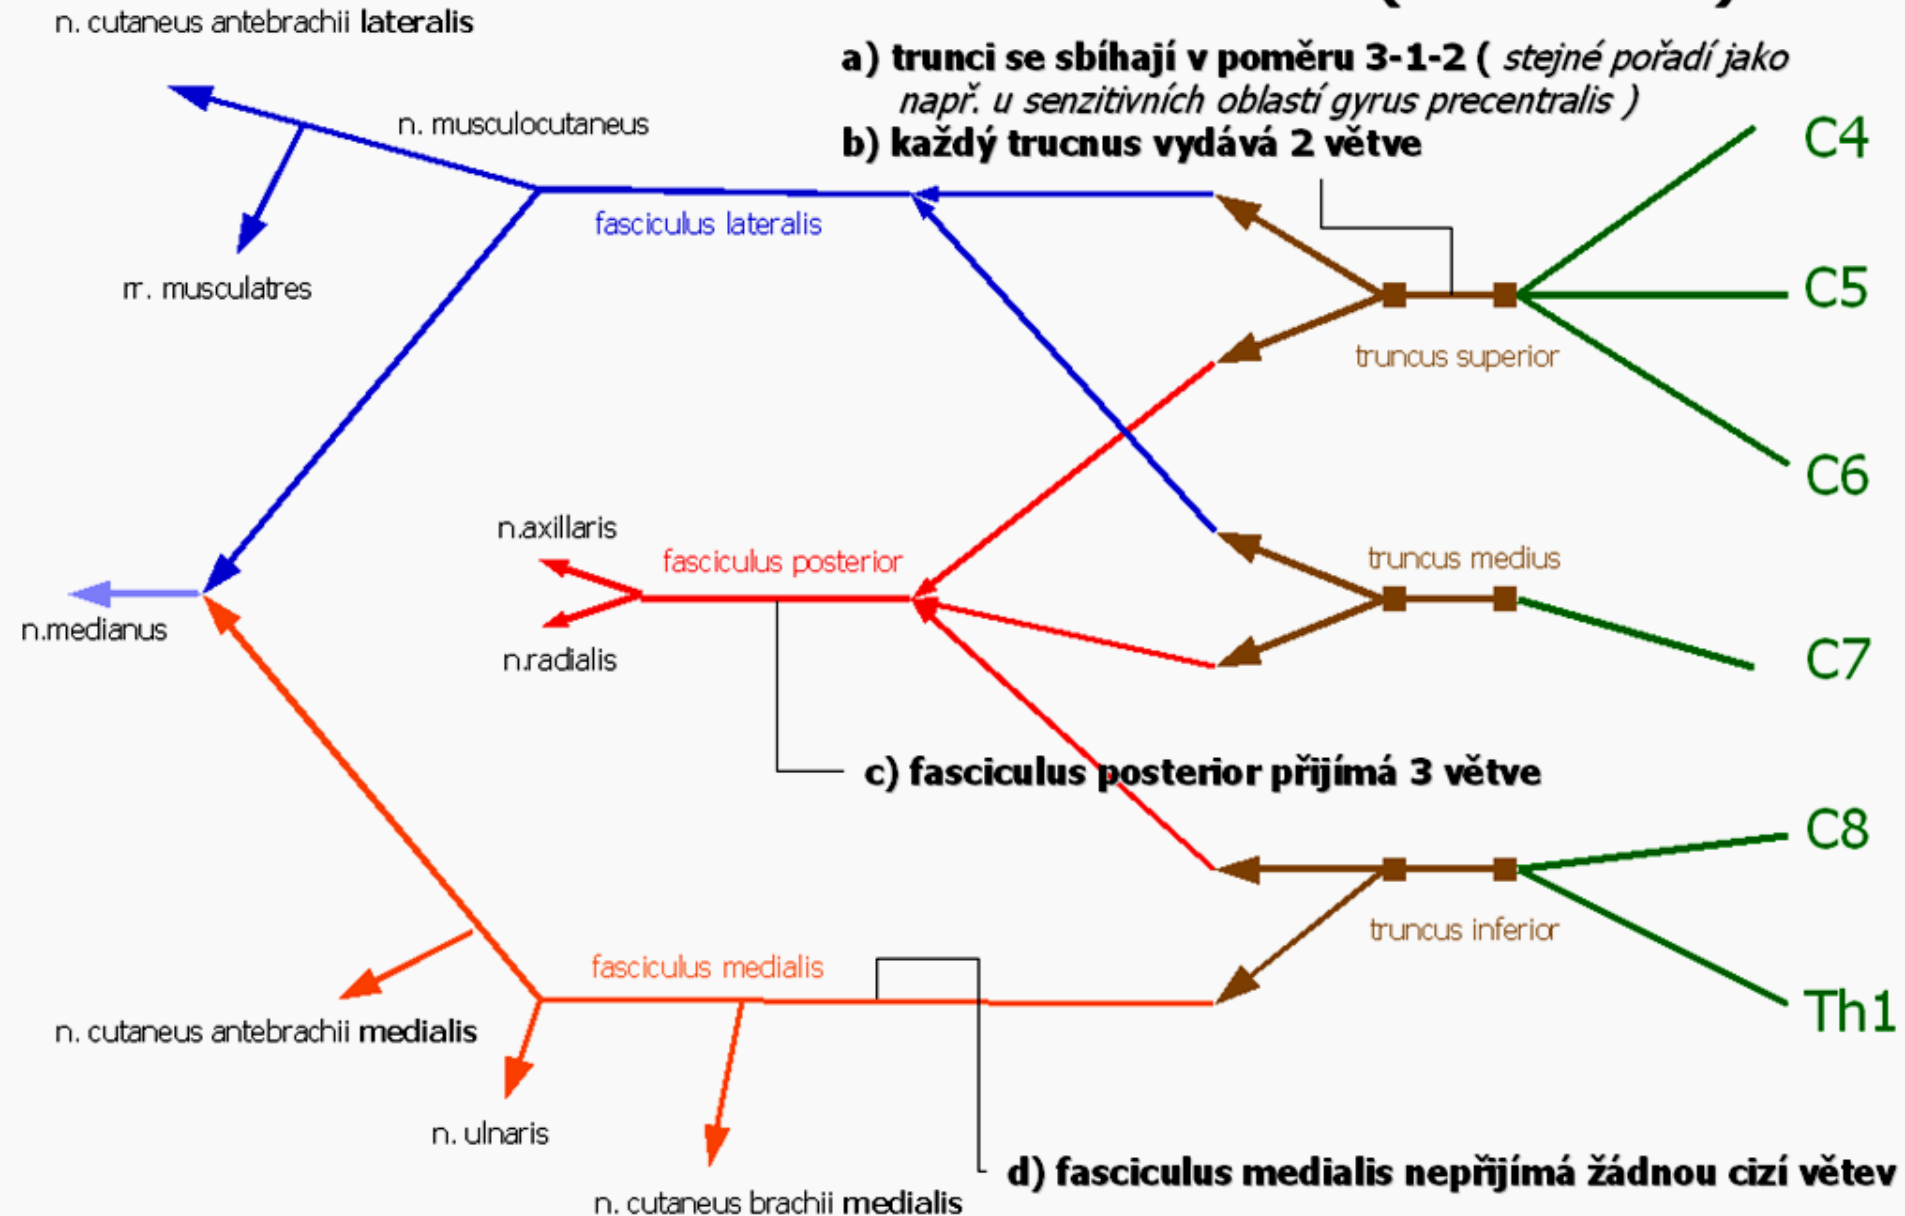 n. cutaneus antebrachii lateralis
a) trunci se sbíhají v poměru 3-1-2 ( stejné pořadí jako
např. u senzitivních oblastí gyrus precentralis )
b) každý trucnus vydává 2 větve
C4
n. musculocutaneus
fasciculus lateralis
rr. musculatres
C5
truncus superior
C6
n.axillaris
fasciculus posterior
truncus medius
n.medianus
n.radialis
C7
c) fasciculus posterior přijímá 3 větve
C8
truncus inferior
fasciculus medialis
Th1
n. cutaneus antebrachii medialis
n. ulnaris
d) fasciculus medialis nepřijímá žádnou cizí větev
n. cutaneus brachii medialis